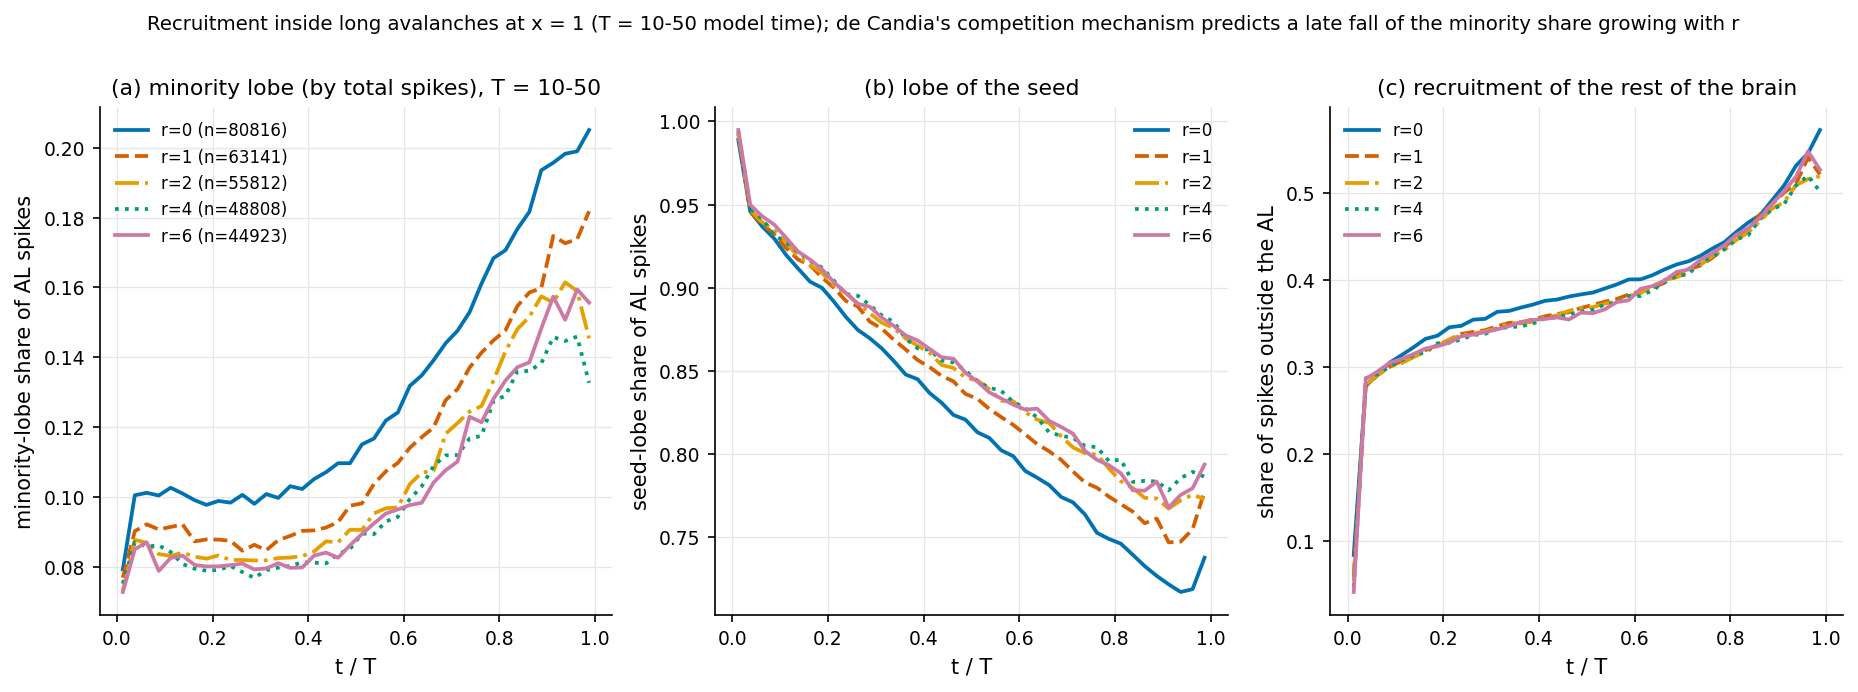 Recruitment inside long avalanches at x = 1 (T = 10-50 model time); de Candia's competition mechanism predicts a late fall of the minority share growing with r
(a) minority lobe (by total spikes), T = 10-50
minority-lobe share of AL spikes
0.20
0.18
0.16
0.14
0.12
0.10
0.08
r=0 (n=80816)
r=1 (n=63141)
r=2 (n=55812)
r=4 (n=48808)
r=6 (n=44923)
0.0 0.2 0.4 0.6 0.8 1.0
t / T
(b) lobe of the seed
seed-lobe share of AL spikes
1.00
0.95
0.90
0.85
0.80
0.75
r=0
r=1
r=2
r=4
r=6
0.0 0.2 0.4 0.6 0.8 1.0
t / T
(c) recruitment of the rest of the brain
share of spikes outside the AL
0.5
0.4
0.3
0.2
0.1
r=0
r=1
r=2
r=4
r=6
0.0 0.2 0.4 0.6 0.8 1.0
t / T